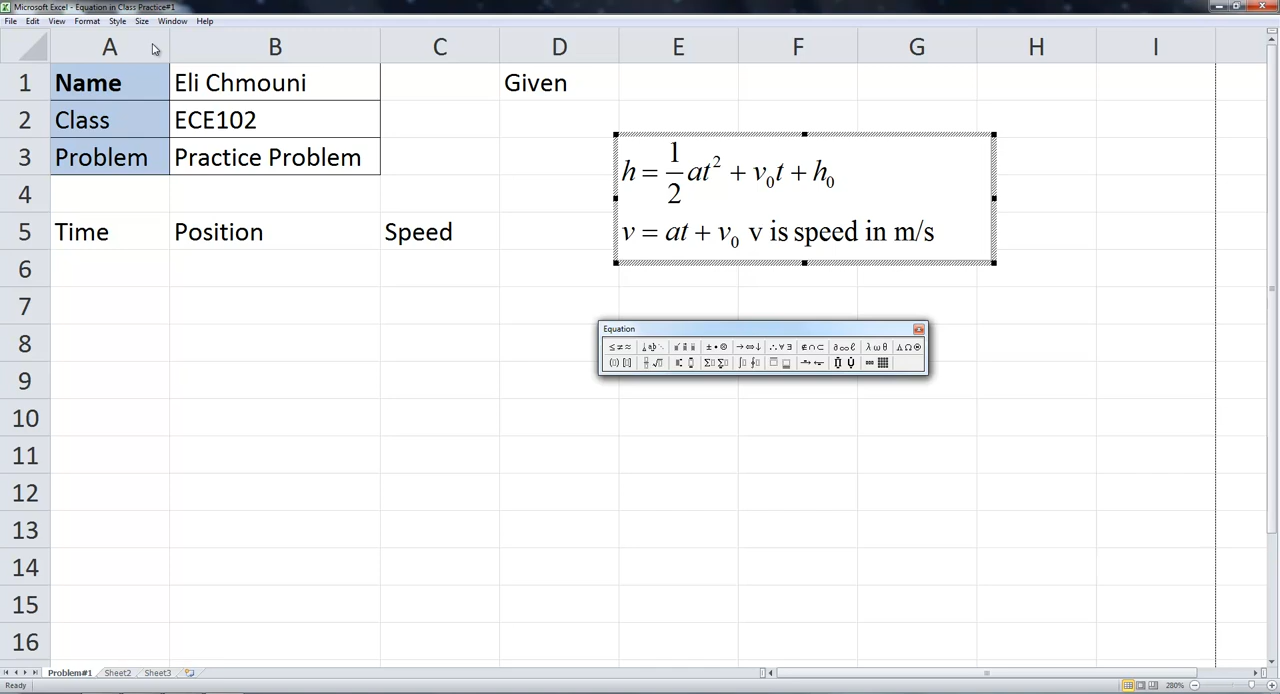 Microsoft Excel - Equation in Class Practice#1
File Edit View Format Style Size Window Help
A B C D E F G H I
1 Name Eli Chmouni Given
2 Class ECE102
3 Problem Practice Problem
h = 1/2 at² + v₀t + h₀
4
5 Time Position Speed
v = at + v₀ v is speed in m/s
6
7
Equation
8
9
10
11
12
13
14
15
16
Problem#1 Sheet2 Sheet3
Ready 280%